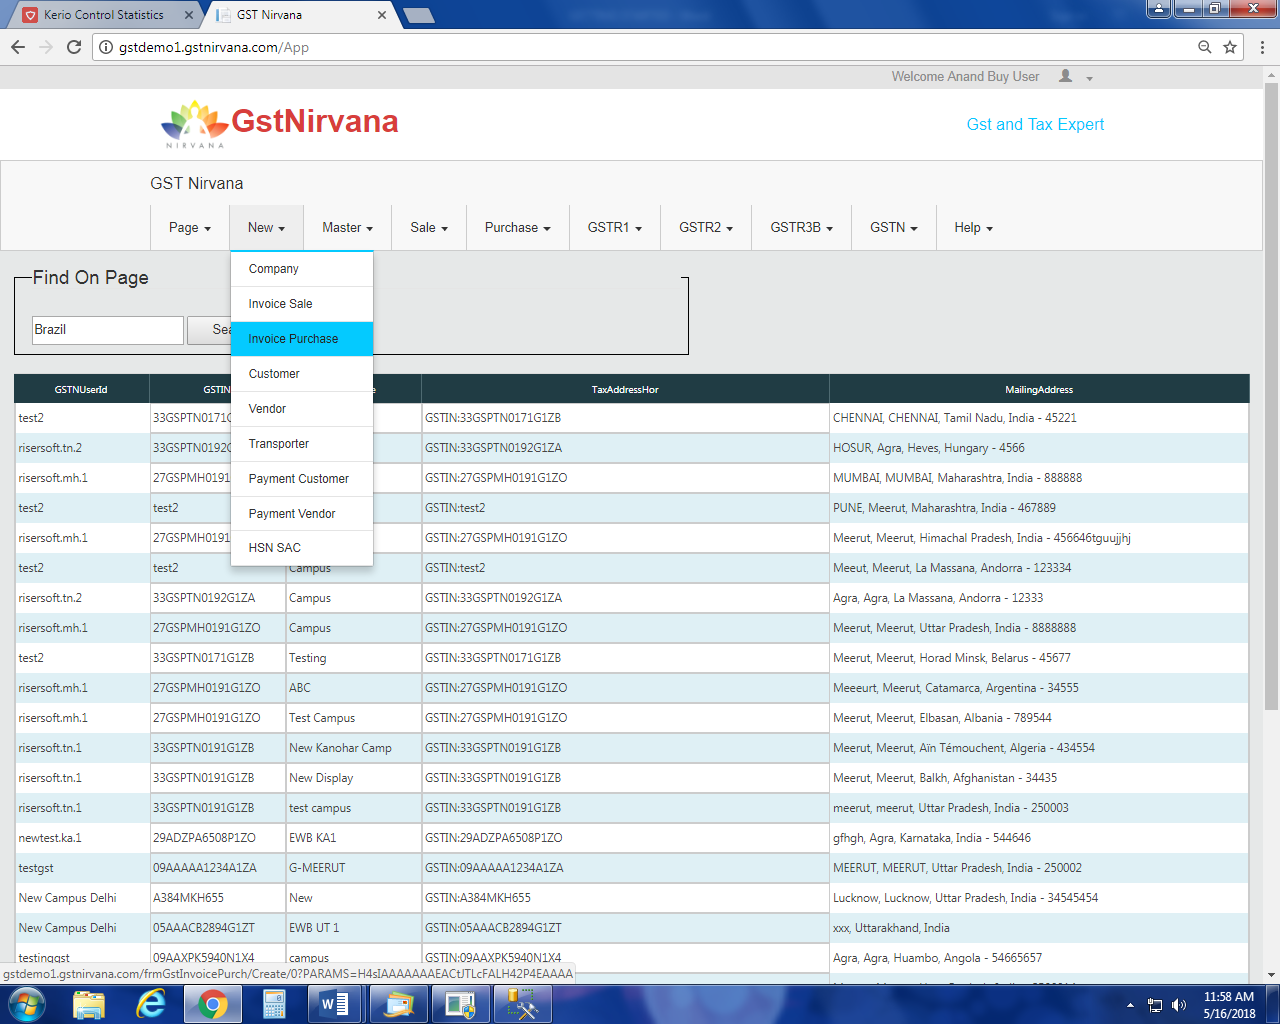 Kerio Control Statistics
GST Nirvana
gstdemo1.gstnirvana.com/App
Welcome Anand Buy User
NIRVANA
GstNirvana
Gst and Tax Expert
GST Nirvana
Page New Master Sale Purchase GSTR1 GSTR2 GSTR3B GSTN Help
Company
Invoice Sale
Invoice Purchase
Customer
Vendor
Transporter
Payment Customer
Payment Vendor
HSN SAC
Find On Page
Brazil
GSTNUserId TaxAddressHor MailingAddress
test2 33GSPTN0171G GSTIN:33GSPTN0171G1ZB CHENNAI, CHENNAI, Tamil Nadu, India - 45221
risersoft.tn.2 33GSPTN0192G GSTIN:33GSPTN0192G1ZA HOSUR, Agra, Heves, Hungary - 4566
risersoft.mh.1 27GSPMH0191 GSTIN:27GSPMH0191G1ZO MUMBAI, MUMBAI, Maharashtra, India - 888888
test2 test2 GSTIN:test2 PUNE, Meerut, Maharashtra, India - 467889
risersoft.mh.1 27GSPMH0191 GSTIN:27GSPMH0191G1ZO Meerut, Meerut, Himachal Pradesh, India - 456646tguujjhj
test2 test2 Campus GSTIN:test2 Meeut, Meerut, La Massana, Andorra - 123334
risersoft.tn.2 33GSPTN0192G1ZA Campus GSTIN:33GSPTN0192G1ZA Agra, Agra, La Massana, Andorra - 12333
risersoft.mh.1 27GSPMH0191G1ZO Campus GSTIN:27GSPMH0191G1ZO Meerut, Meerut, Uttar Pradesh, India - 8888888
test2 33GSPTN0171G1ZB Testing GSTIN:33GSPTN0171G1ZB Meerut, Meerut, Horad Minsk, Belarus - 45677
risersoft.mh.1 27GSPMH0191G1ZO ABC GSTIN:27GSPMH0191G1ZO Meeeurt, Meerut, Catamarca, Argentina - 34555
risersoft.mh.1 27GSPMH0191G1ZO Test Campus GSTIN:27GSPMH0191G1ZO Meerut, Meerut, Elbasan, Albania - 789544
risersoft.tn.1 33GSPTN0191G1ZB New Kanohar Camp GSTIN:33GSPTN0191G1ZB Meerut, Meerut, Aïn Témouchent, Algeria - 434554
risersoft.tn.1 33GSPTN0191G1ZB New Display GSTIN:33GSPTN0191G1ZB Meerut, Meerut, Balkh, Afghanistan - 34435
risersoft.tn.1 33GSPTN0191G1ZB test campus GSTIN:33GSPTN0191G1ZB meerut, meerut, Uttar Pradesh, India - 250003
newtest.ka.1 29ADZPA6508P1ZO EWB KA1 GSTIN:29ADZPA6508P1ZO gfhgh, Agra, Karnataka, India - 544646
testgst 09AAAAA1234A1ZA G-MEERUT GSTIN:09AAAAA1234A1ZA MEERUT, MEERUT, Uttar Pradesh, India - 250002
New Campus Delhi A384MKH655 New GSTIN:A384MKH655 Lucknow, Lucknow, Uttar Pradesh, India - 34545454
New Campus Delhi 05AAACB2894G1ZT EWB UT 1 GSTIN:05AAACB2894G1ZT xxx, Uttarakhand, India
testinggst 09AAXPK5940N1X4 campus GSTIN:09AAXPK5940N1X4 Agra, Agra, Huambo, Angola - 54665657
gstdemo1.gstnirvana.com/frmGstInvoicePurch/Create/0?PARAMS=H4sIAAAAAAAEACtJTLcFALH42P4EAAAA
11:58 AM
5/16/2018